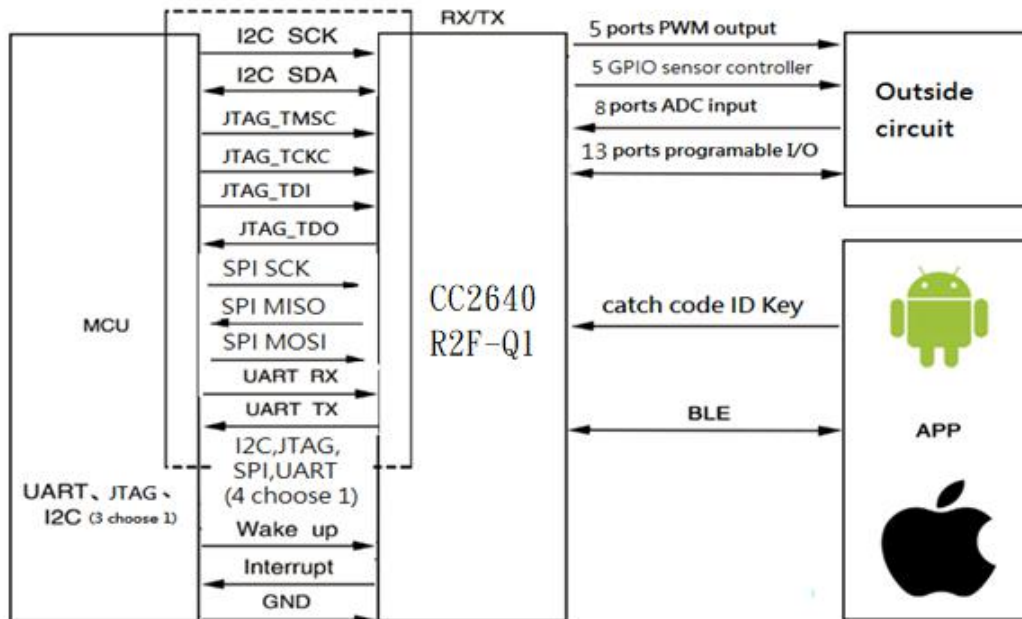 RX/TX
I2C SCK
I2C SDA
JTAG_TMSC
JTAG_TCKC
JTAG_TDI
JTAG_TDO
SPI SCK
SPI MISO
SPI MOSI
UART RX
UART TX
I2C,JTAG,
SPI,UART
(4 choose 1)
Wake up
Interrupt
GND
MCU
UART、JTAG、
I2C (3 choose 1)
CC2640
R2F-Q1
5 ports PWM output
5 GPIO sensor controller
8 ports ADC input
13 ports programable I/O
Outside
circuit
catch code ID Key
BLE
APP